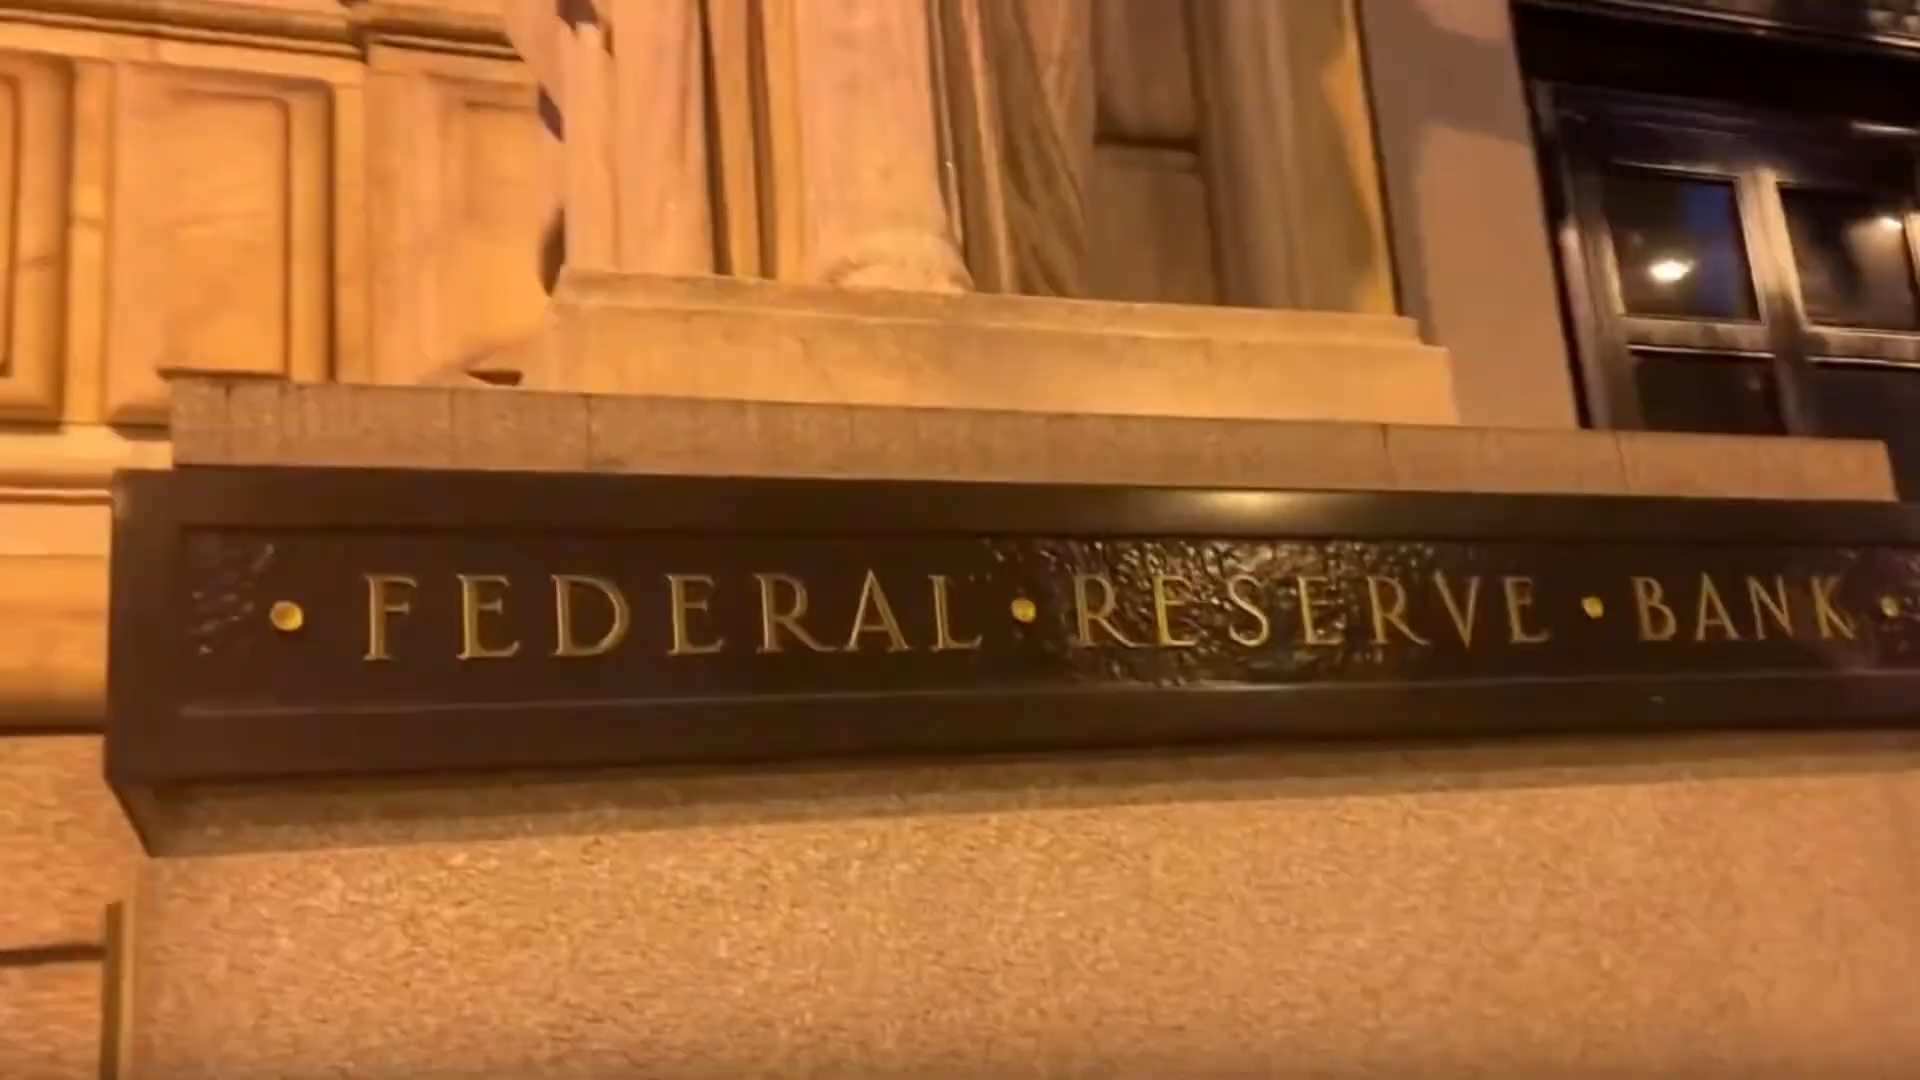 • FEDERAL • RESERVE • BANK •